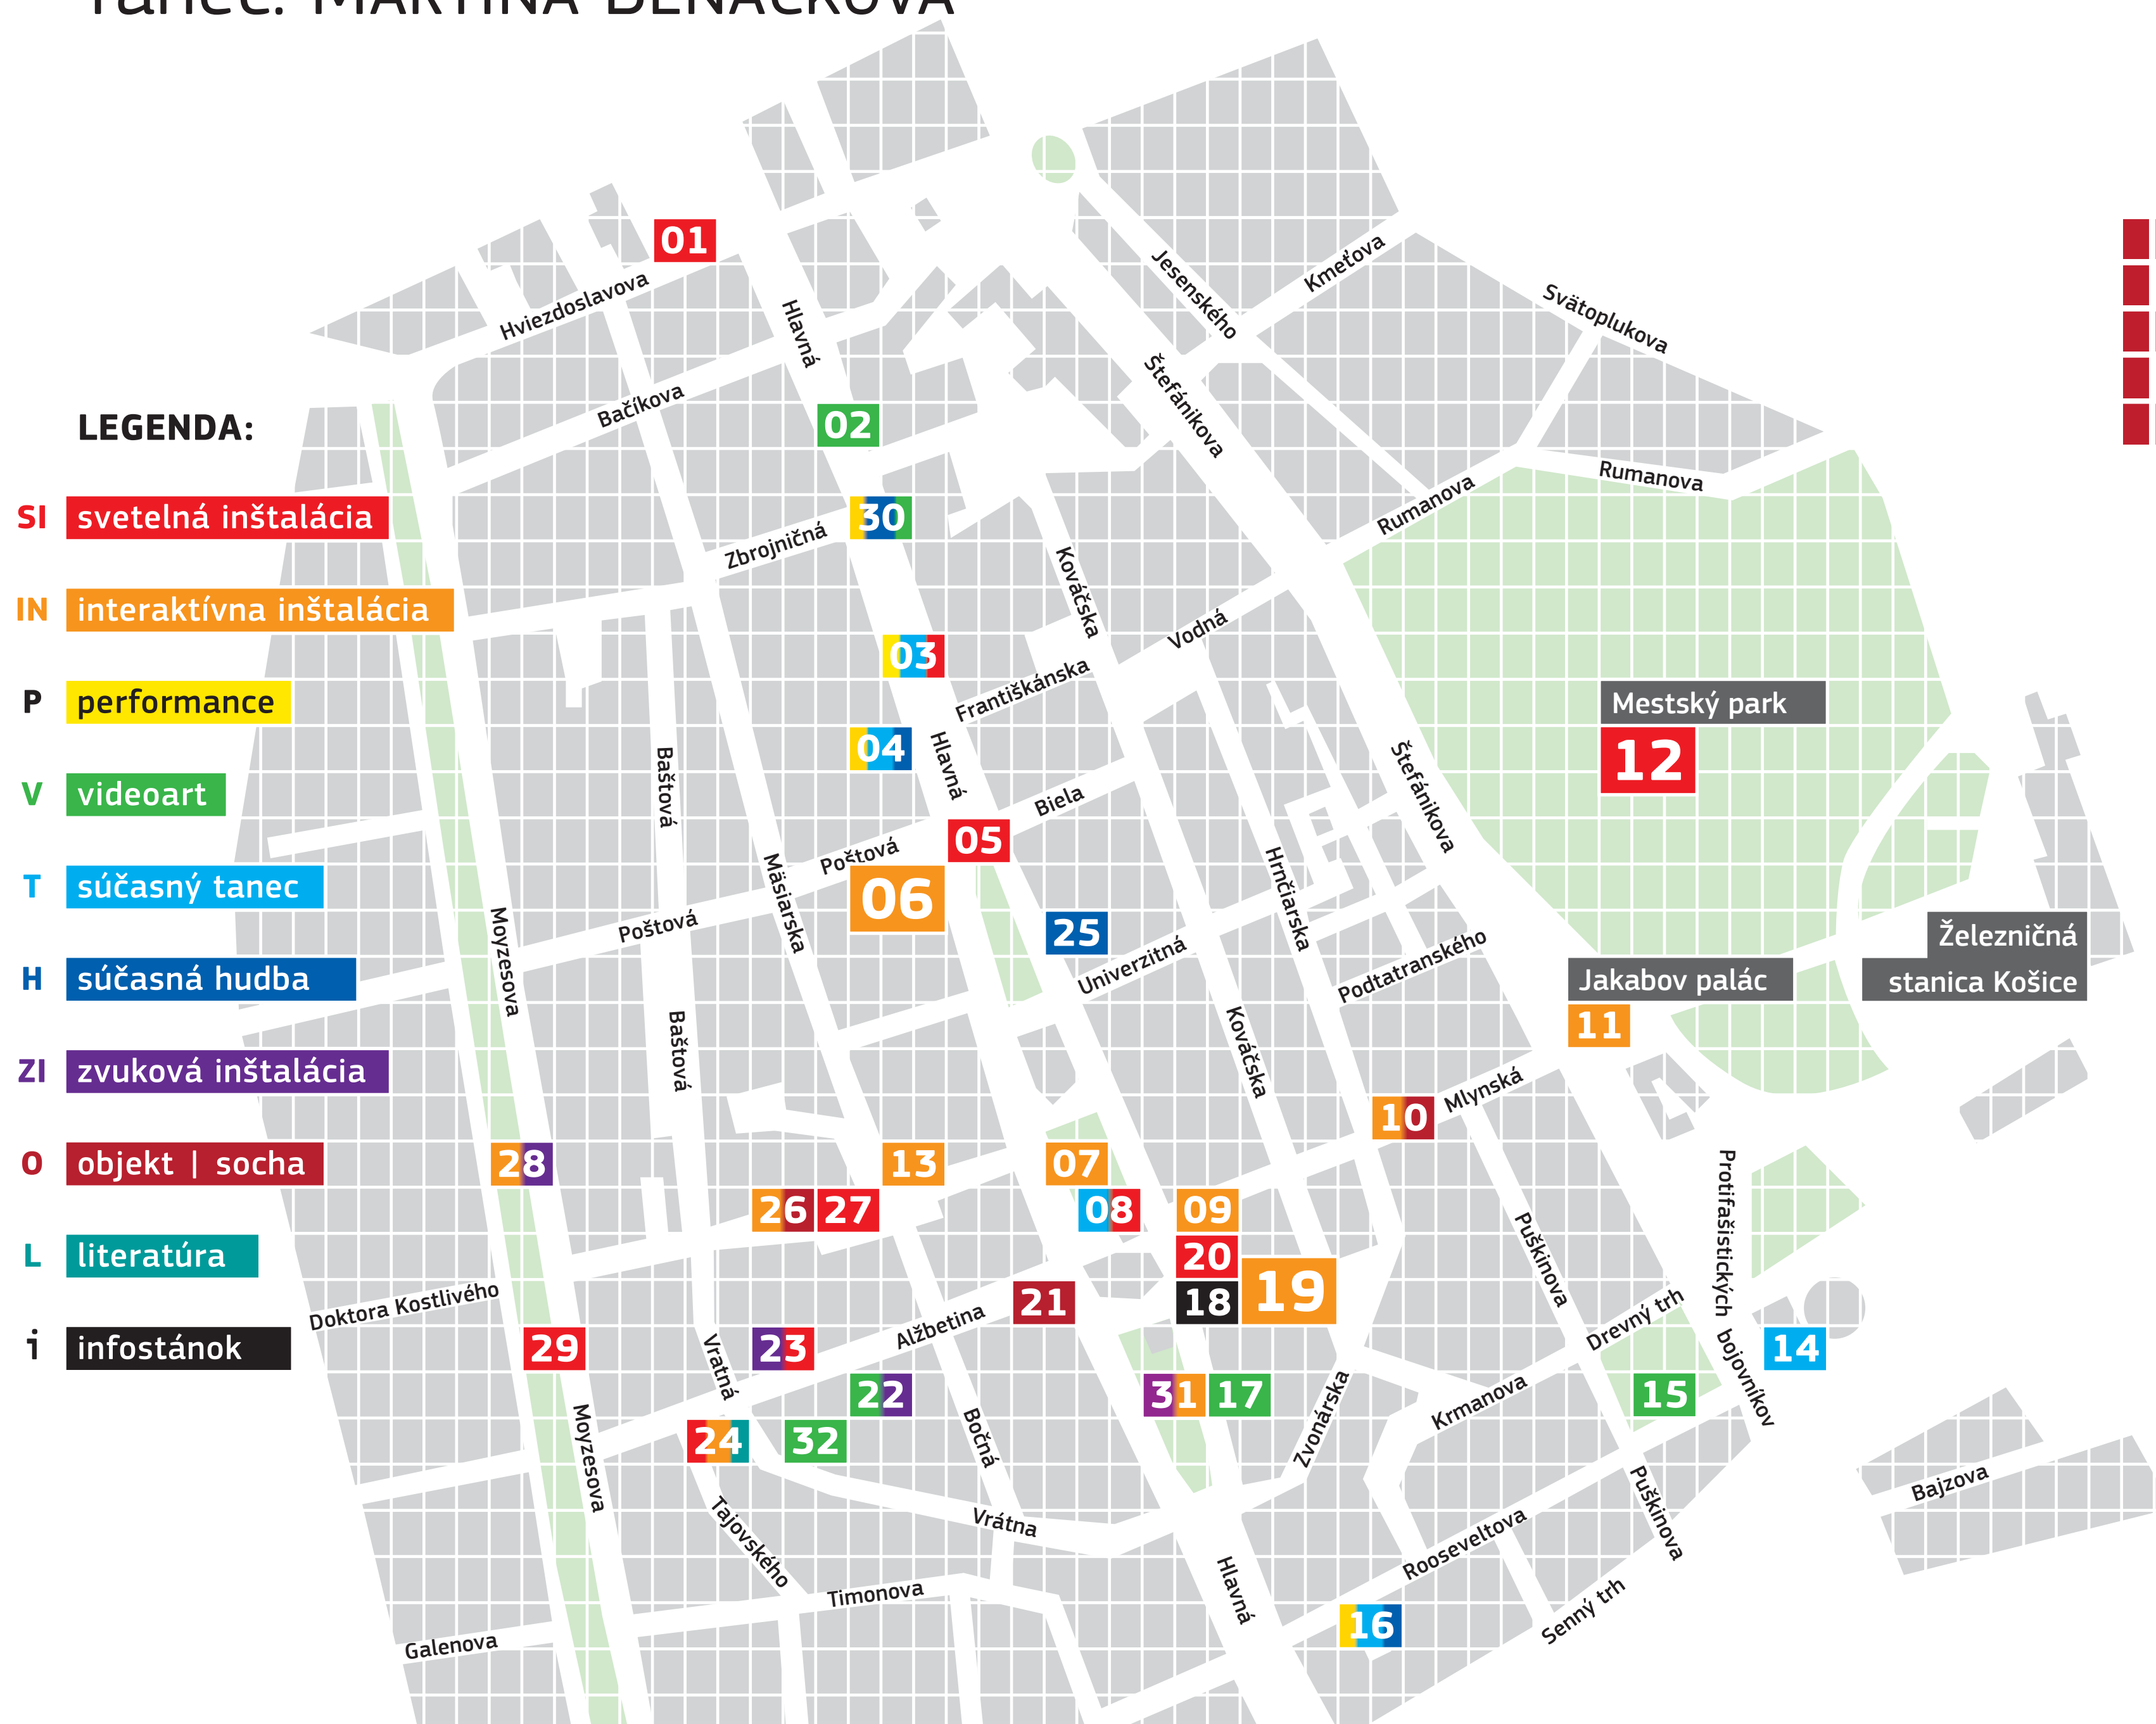 Tanec: MARTINA BENAČKOVÁ
LEGENDA:
SI svetelná inštalácia
IN interaktívna inštalácia
P performance
V videoart
T súčasný tanec
H súčasná hudba
ZI zvuková inštalácia
O objekt | socha
L literatúra
i infostánok
01
Hviezdoslavova
Hlavná
Jesenského
Kmeťova
Svätoplukova
Bačíkova
Štefánikova
02
Rumanova
Rumanova
30
Zbrojničná
Kováčska
Vodná
03
Františkánska
Mestský park
12
04
Hlavná
Baštová
Biela
Štefánikova
05
Poštová
06
Mäsiarska
Hrnčiarska
Poštová
25
Univerzitná
Podtatranského
Moyzesova
Železničná
stanica Košice
Jakabov palác
11
Baštová
Kováčska
Mlynská
10
28
13
07
26
27
08
09
Puškinova
Protifašistických bojovníkov
20
19
18
21
Doktora Kostlivého
Alžbetina
Drevný trh
29
Vratná
23
14
22
31
17
Zvonárska
Krmanova
15
24
32
Bočná
Moyzesova
Tajovského
Vrátna
Puškinova
Bajzova
Rooseveltova
Hlavná
Timonova
Senný trh
16
Galenova